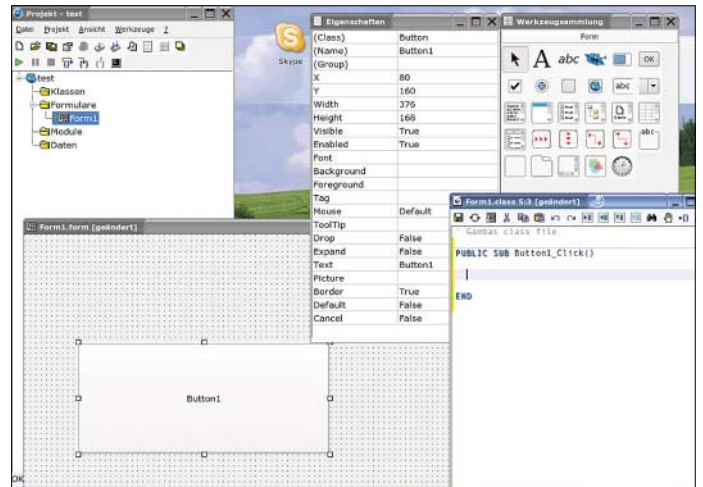 Projekt - test
Datei Projekt Ansicht Werkzeuge ?
test
Klassen
Formulare
Form1
Module
Daten
Skype
Eigenschaften
(Class) Button
(Name) Button1
(Group)
X 80
Y 160
Width 376
Height 168
Visible True
Enabled True
Font
Background
Foreground
Tag
Mouse Default
ToolTip
Drop False
Expand False
Text Button1
Picture
Border True
Default False
Cancel False
Werkzeugsammlung
Form
A abc OK
abc
abc
Form1.class 5:3 [geändert]
' Gambas class file
PUBLIC SUB Button1_Click()
END
Form1.form [geändert]
Button1
OK